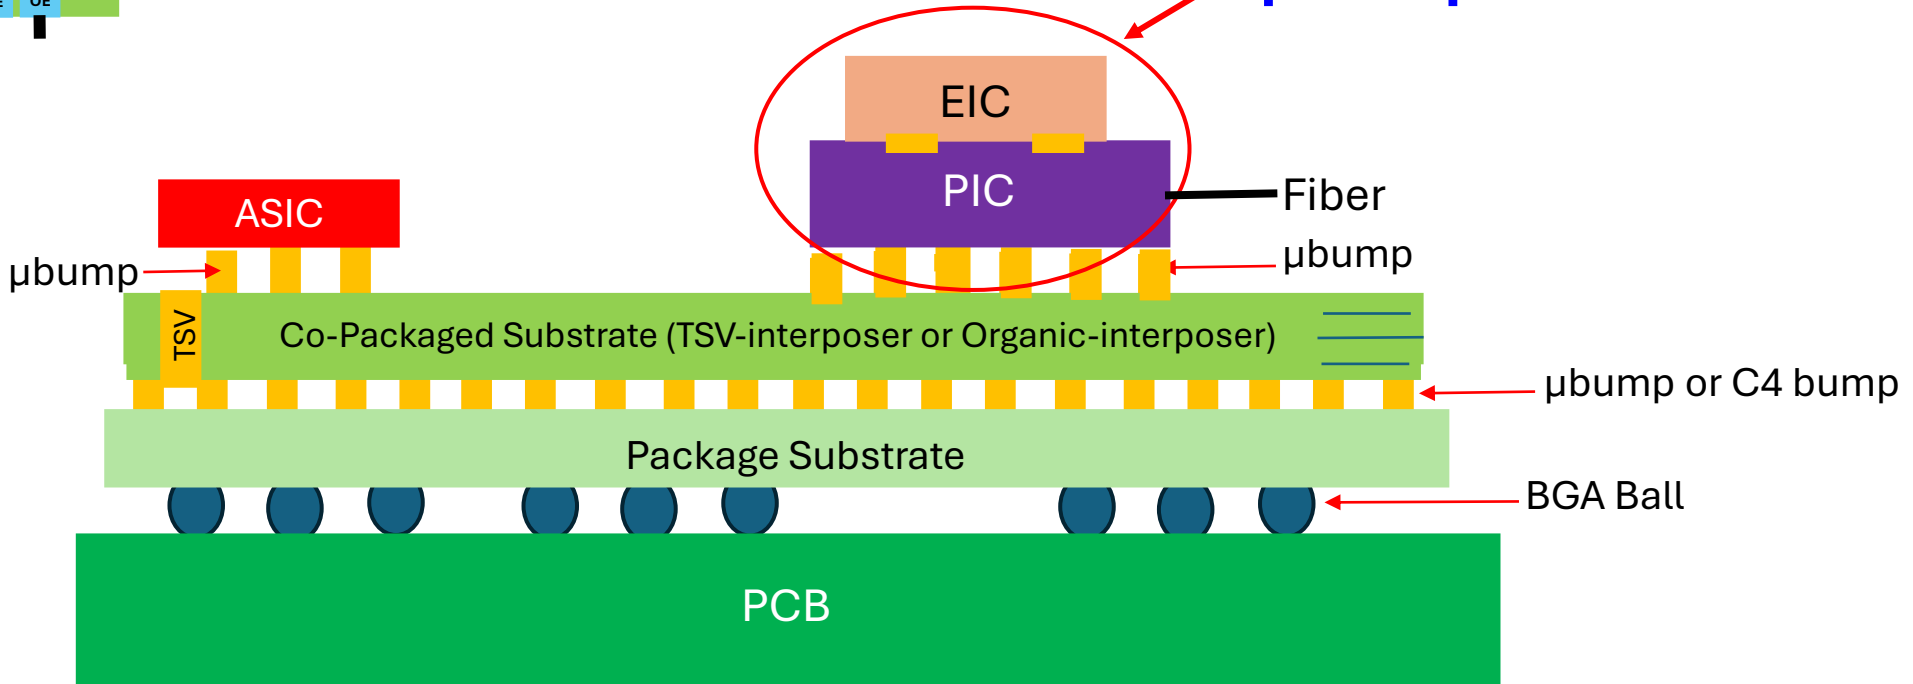 OE
EIC
PIC
Fiber
ASIC
µbump
µbump
TSV
Co-Packaged Substrate (TSV-interposer or Organic-interposer)
µbump or C4 bump
Package Substrate
BGA Ball
PCB